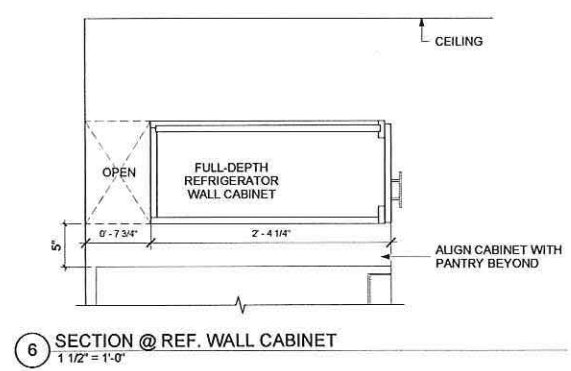 CEILING
OPEN
FULL-DEPTH
REFRIGERATOR
WALL CABINET
0' - 7 3/4"
2' - 4 1/4"
5"
ALIGN CABINET WITH
PANTRY BEYOND
6
SECTION @ REF. WALL CABINET
1 1/2" = 1'-0"